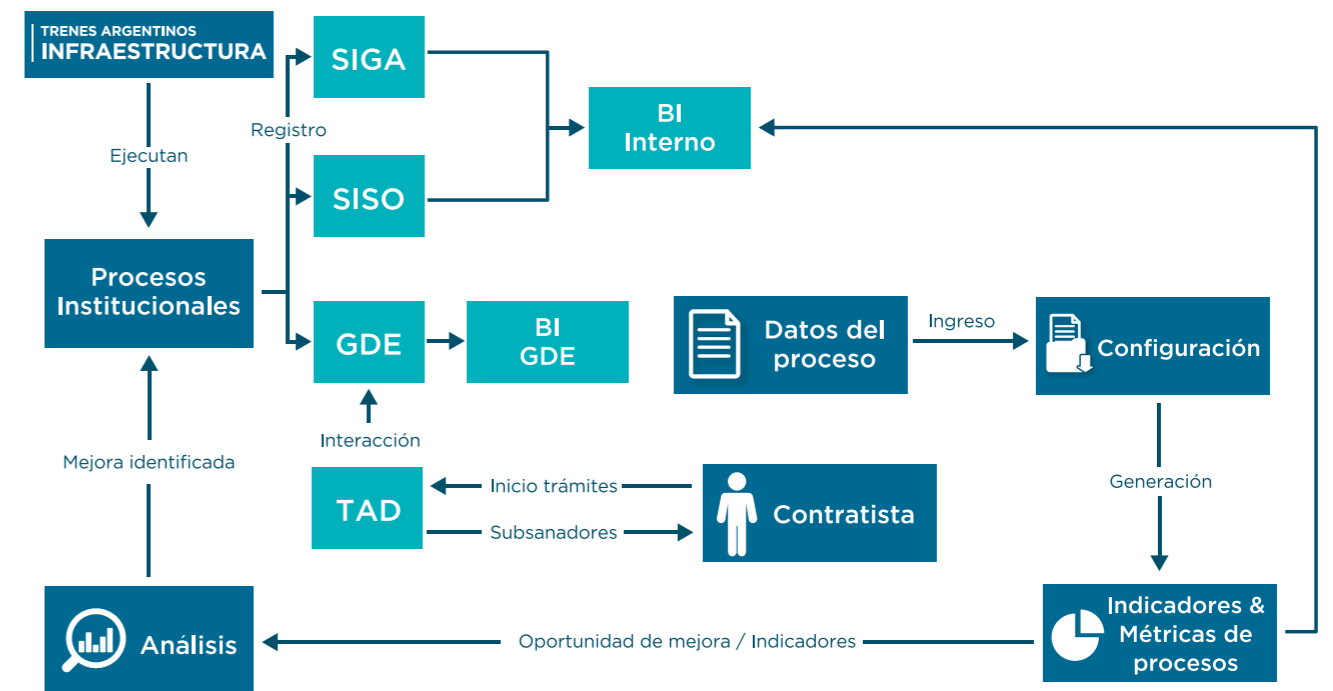 TRENES ARGENTINOS
INFRAESTRUCTURA
SIGA
BI
Interno
Registro
Ejecutan
SISO
Procesos
Institucionales
GDE
BI
GDE
Datos del
proceso
Ingreso
Configuración
Interacción
Mejora identificada
TAD
Inicio trámites
Subsanadores
Contratista
Generación
Análisis
Oportunidad de mejora / Indicadores
Indicadores &
Métricas de
procesos